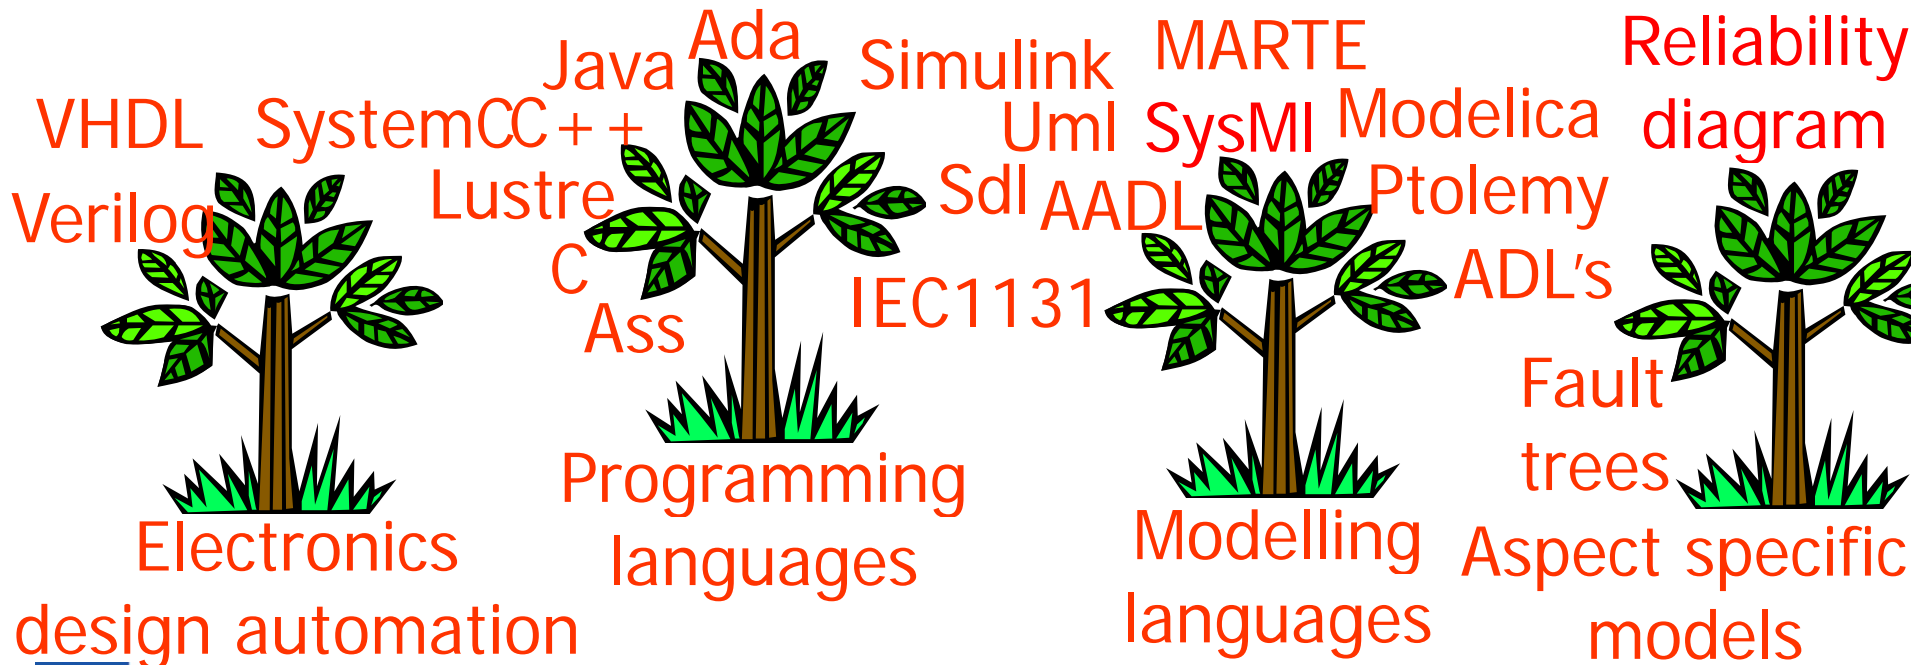 VHDL
Verilog
SystemC
Electronics
design automation
Java
Ada
C++
Lustre
C
Ass
Programming
languages
Simulink
IEC1131
MARTE
Uml
SysMl
Sdl
AADL
Modelica
Ptolemy
ADL's
Modelling
languages
Reliability
diagram
Fault
trees
Aspect specific
models